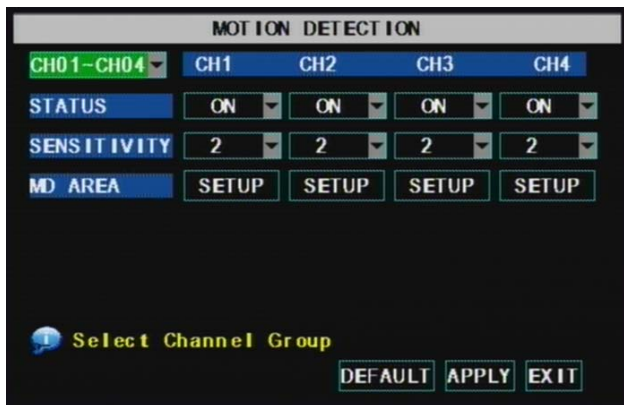 MOTION DETECTION
CH01~CH04 CH1 CH2 CH3 CH4
STATUS ON ON ON ON
SENSITIVITY 2 2 2 2
MD AREA SETUP SETUP SETUP SETUP
Select Channel Group
DEFAULT APPLY EXIT